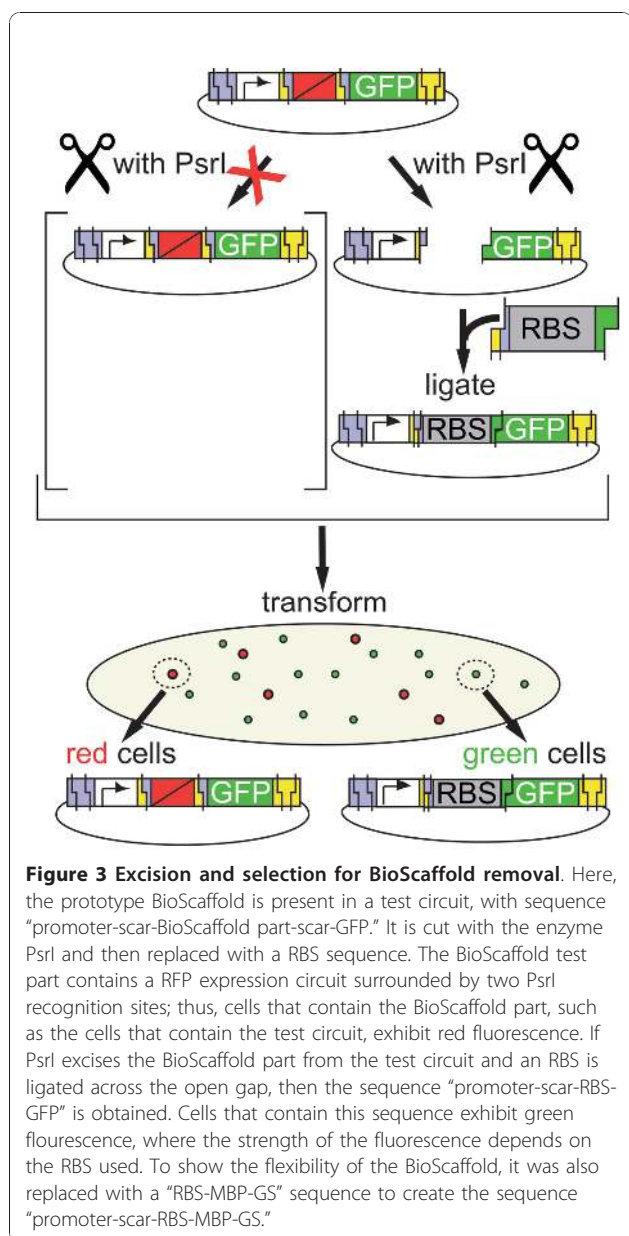 GFP
with PsrI
with PsrI
GFP
GFP
RBS
ligate
RBS GFP
transform
red cells
green cells
GFP
RBS GFP
Figure 3 Excision and selection for BioScaffold removal. Here,
the prototype BioScaffold is present in a test circuit, with sequence
"promoter-scar-BioScaffold part-scar-GFP." It is cut with the enzyme
PsrI and then replaced with a RBS sequence. The BioScaffold test
part contains a RFP expression circuit surrounded by two PsrI
recognition sites; thus, cells that contain the BioScaffold part, such
as the cells that contain the test circuit, exhibit red fluorescence. If
PsrI excises the BioScaffold part from the test circuit and an RBS is
ligated across the open gap, then the sequence "promoter-scar-RBS-
GFP" is obtained. Cells that contain this sequence exhibit green
flourescence, where the strength of the fluorescence depends on
the RBS used. To show the flexibility of the BioScaffold, it was also
replaced with a "RBS-MBP-GS" sequence to create the sequence
"promoter-scar-RBS-MBP-GS."